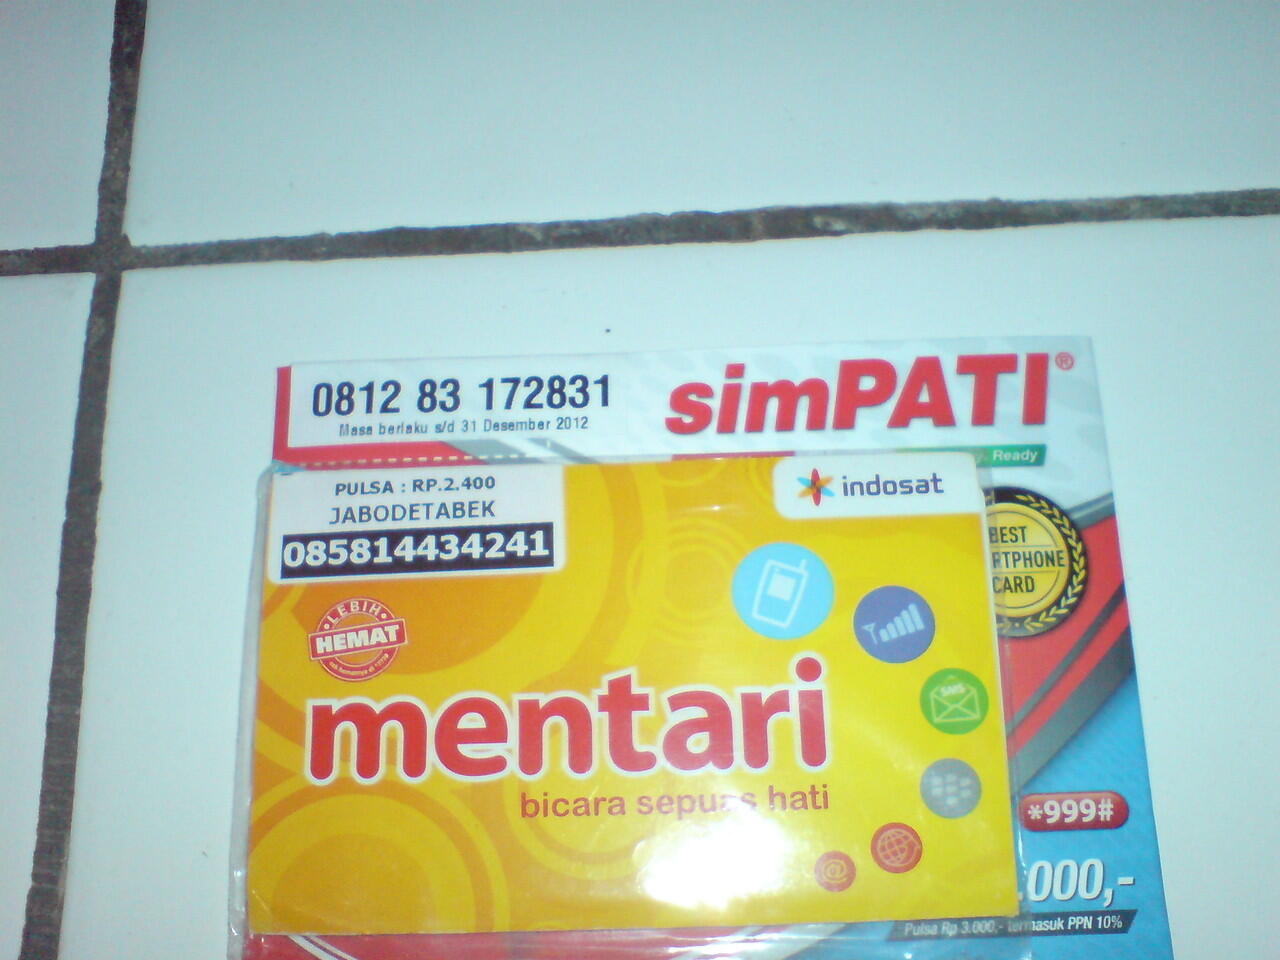 0812 83 172831
Masa berlaku s/d 31 Desember 2012
simPATI®
Ready
PULSA : RP.2.400
JABODETABEK
085814434241
indosat
BEST
RTPHONE
CARD
LEBIH
HEMAT
mentari
bicara sepuas hati
SMS
@
*999#
.000,-
Pulsa Rp 3.000,- termasuk PPN 10%